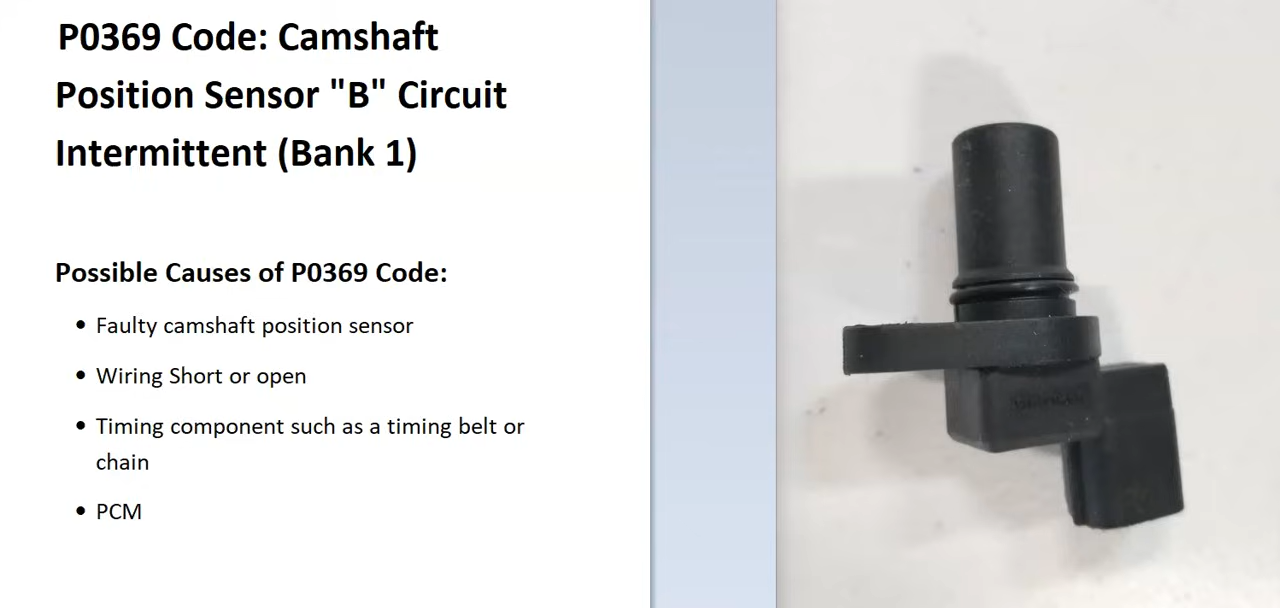 P0369 Code: Camshaft
Position Sensor "B" Circuit
Intermittent (Bank 1)
Possible Causes of P0369 Code:
• Faulty camshaft position sensor
• Wiring Short or open
• Timing component such as a timing belt or
chain
• PCM